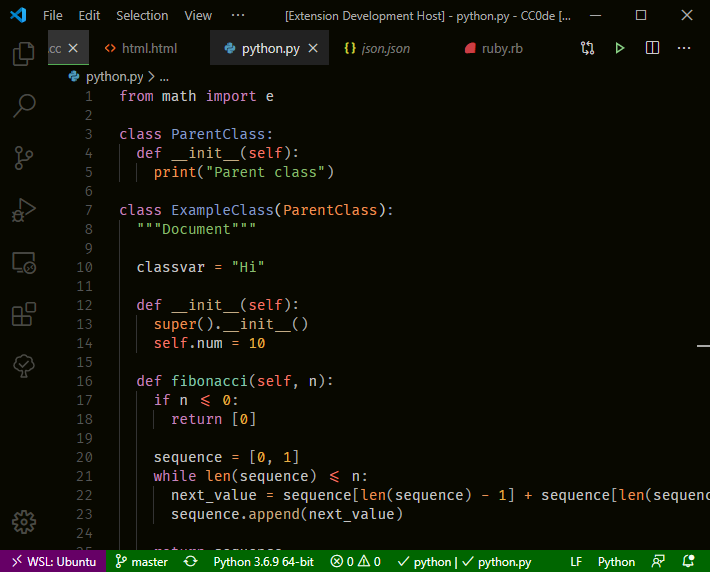 File Edit Selection View ··· [Extension Development Host] - python.py - CC0de [...
.cc html.html python.py json.json ruby.rb
python.py > ...
1 from math import e
2
3 class ParentClass:
4 def __init__(self):
5 print("Parent class")
6
7 class ExampleClass(ParentClass):
8 """Document"""
9
10 classvar = "Hi"
11
12 def __init__(self):
13 super().__init__()
14 self.num = 10
15
16 def fibonacci(self, n):
17 if n ⩽ 0:
18 return [0]
19
20 sequence = [0, 1]
21 while len(sequence) ⩽ n:
22 next_value = sequence[len(sequence) - 1] + sequence[len(sequenc
23 sequence.append(next_value)
24
25 return sequence
WSL: Ubuntu master Python 3.6.9 64-bit 0 0 python | python.py LF Python